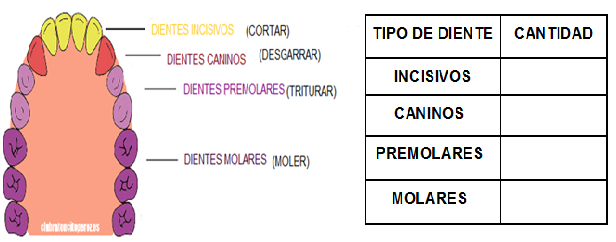 DIENTES INCISIVOS (CORTAR)
DIENTES CANINOS (DESGARRAR)
DIENTES PREMOLARES (TRITURAR)
DIENTES MOLARES (MOLER)
TIPO DE DIENTE CANTIDAD
INCISIVOS
CANINOS
PREMOLARES
MOLARES